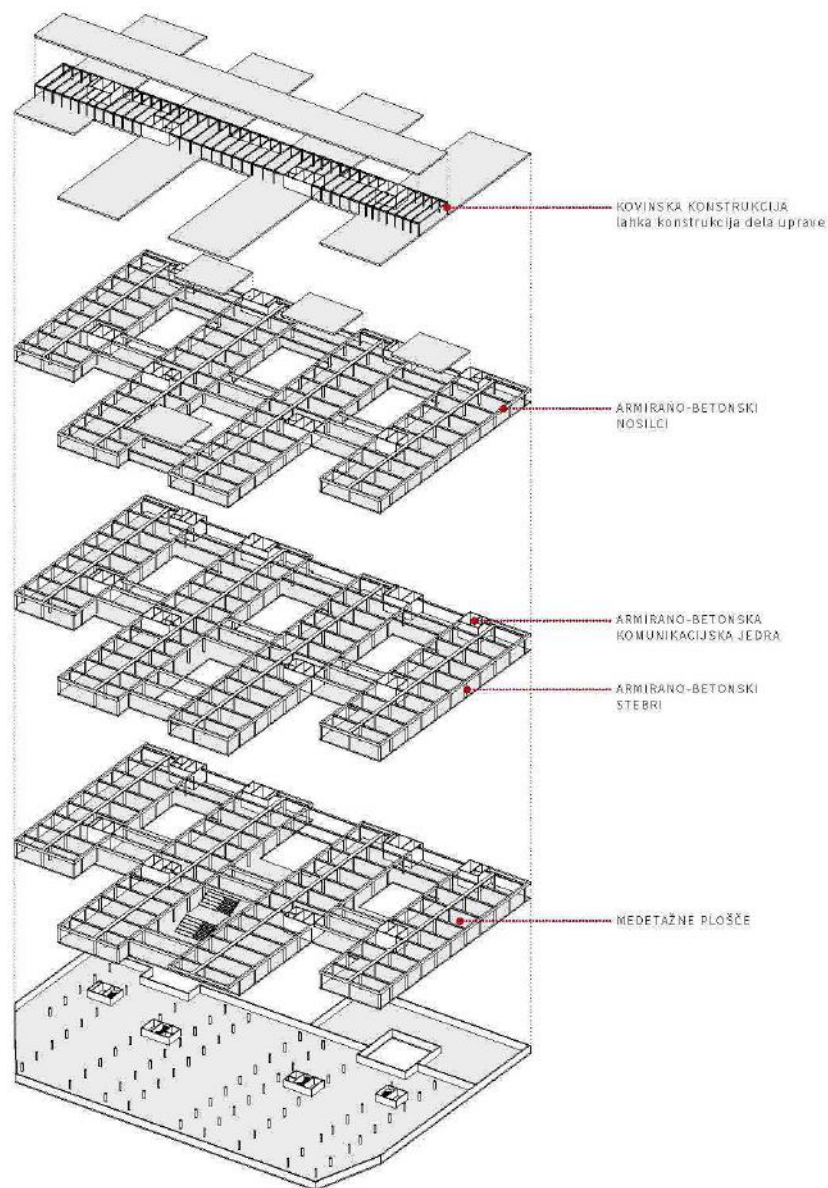 KOVINSKA KONSTRUKCIJA
lahka konstrukcija dela uprave
ARMIRANO-BETONSKI
NOSILCI
ARMIRANO-BETONSKA
KOMUNIKACIJSKA JEDRA
ARMIRANO-BETONSKI
STEBRI
MEDETAŽNE PLOŠČE